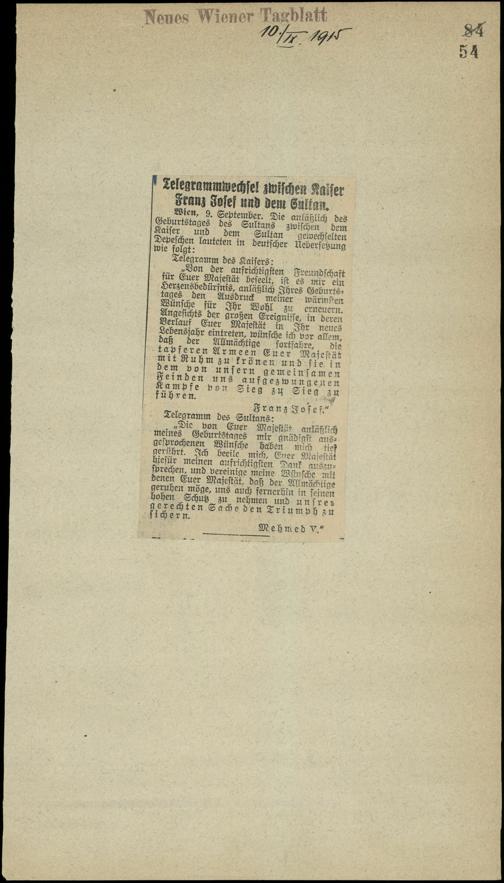 Neues Wiener Tagblatt
10/IX. 1915
84
54
Telegrammwechsel zwischen Kaiser
Franz Josef und dem Sultan.
Wien, 9. September. Die anläßlich des
Geburtstages des Sultans zwischen dem
Kaiser und dem Sultan gewechselten
Depeschen lauteten in deutscher Uebersetzung
wie folgt:
Telegramm des Kaisers:
„Von der aufrichtigsten Freundschaft
für Euer Majestät beseelt, ist es mir ein
Herzensbedürfnis, anläßlich Ihres Geburts-
tages den Ausdruck meiner wärmsten
Wünsche für Ihr Wohl zu erneuern.
Angesichts der großen Ereignisse, in deren
Verlauf Euer Majestät in Ihr neues
Lebensjahr eintreten, wünsche ich vor allem,
daß der Allmächtige fortfahre, die
tapferen Armeen Euer Majestät
mit Ruhm zu krönen und sie in
dem von unsern gemeinsamen
Feinden uns aufgezwungenen
Kampfe von Sieg zu Sieg zu
führen.
Franz Josef.“
Telegramm des Sultans:
„Die von Euer Majestät anläßlich
meines Geburtstages mir gnädigst aus-
gesprochenen Wünsche haben mich tief
gerührt. Ich beeile mich, Euer Majestät
hiefür meinen aufrichtigsten Dank auszu-
sprechen, und vereinige meine Wünsche mit
denen Euer Majestät, daß der Allmächtige
geruhen möge, uns auch fernerhin in seinen
hohen Schutz zu nehmen und unsrer
gerechten Sache den Triumph zu
sichern.
Mehmed V.“